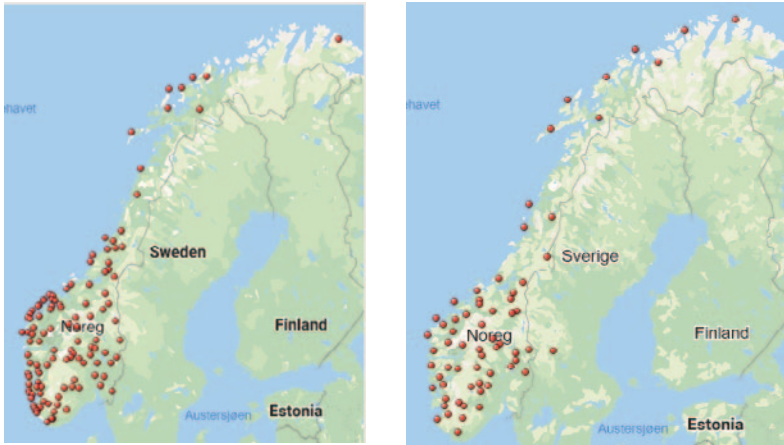 havet
Sweden
Noreg
Finland
Austersjøen
Estonia
havet
Sverige
Noreg
Finland
Austersjøen
Estonia